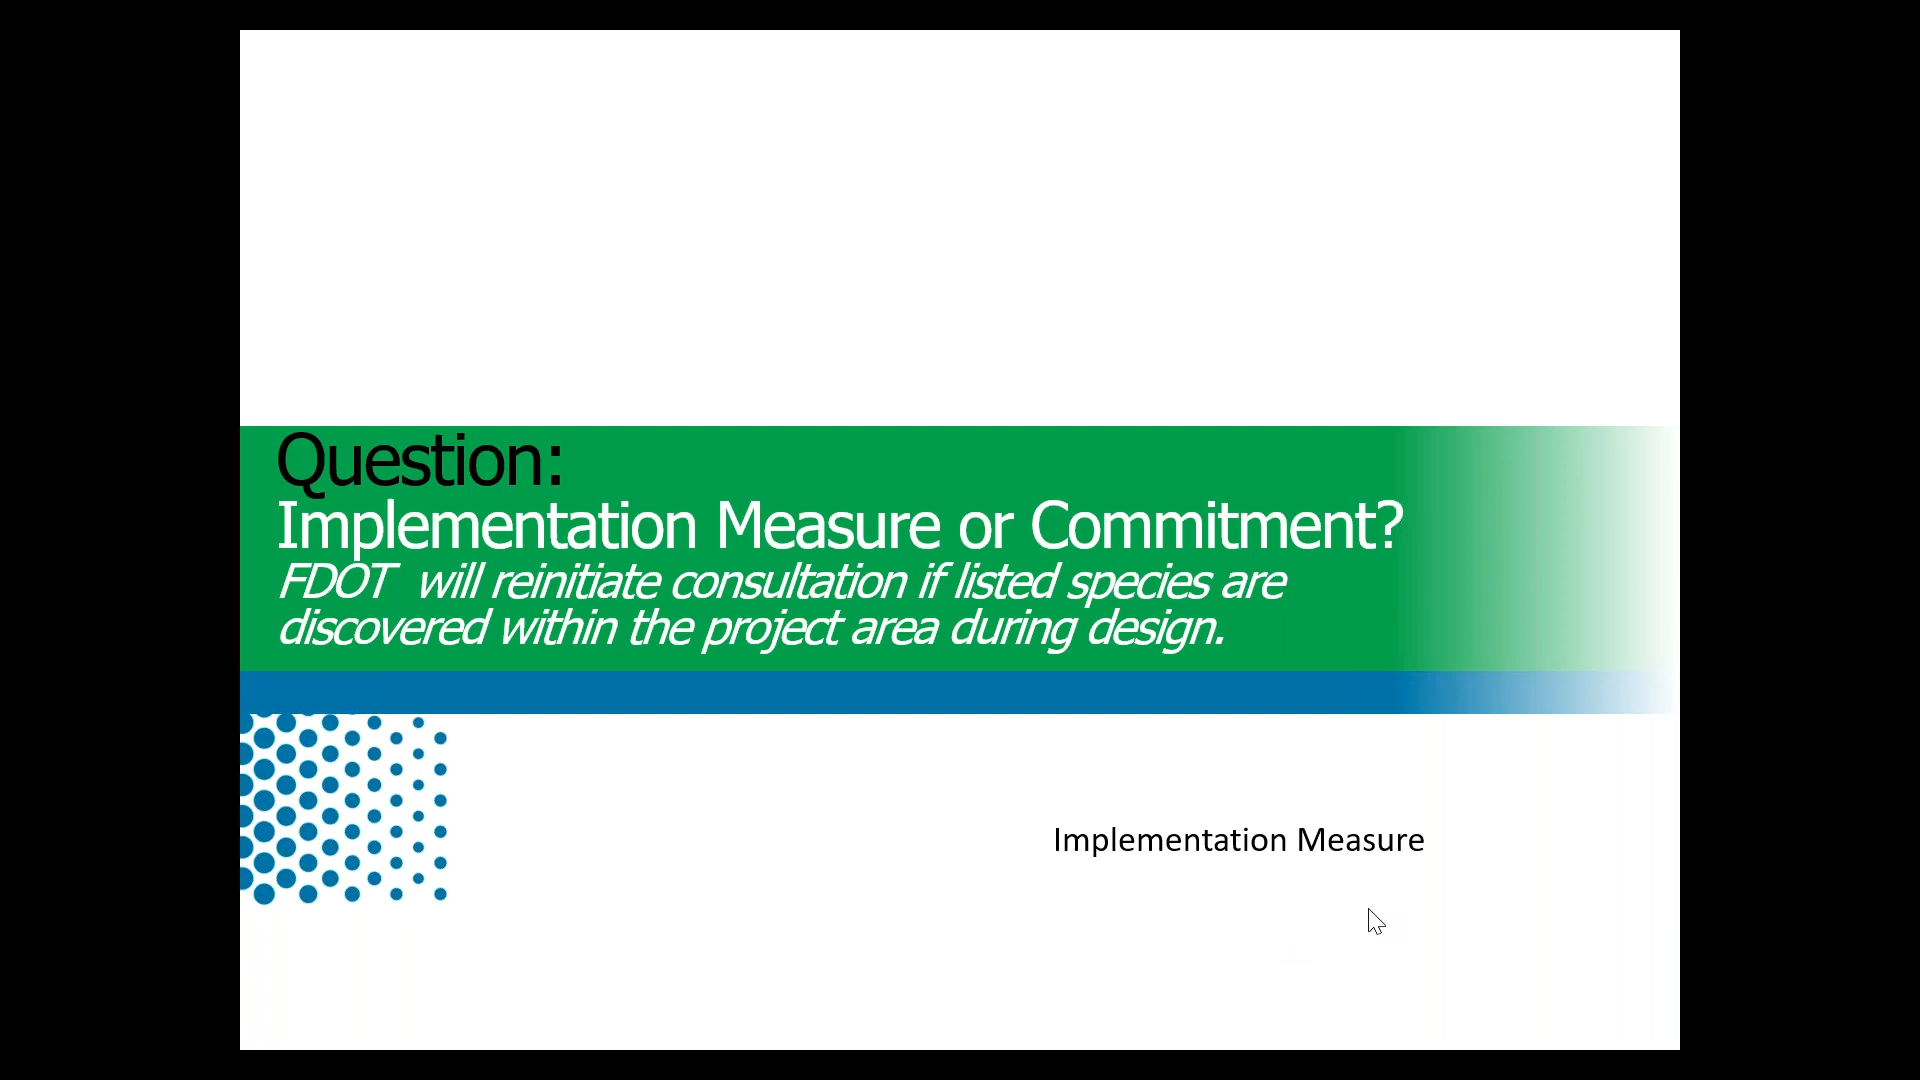 Question:
Implementation Measure or Commitment?
FDOT will reinitiate consultation if listed species are
discovered within the project area during design.
Implementation Measure